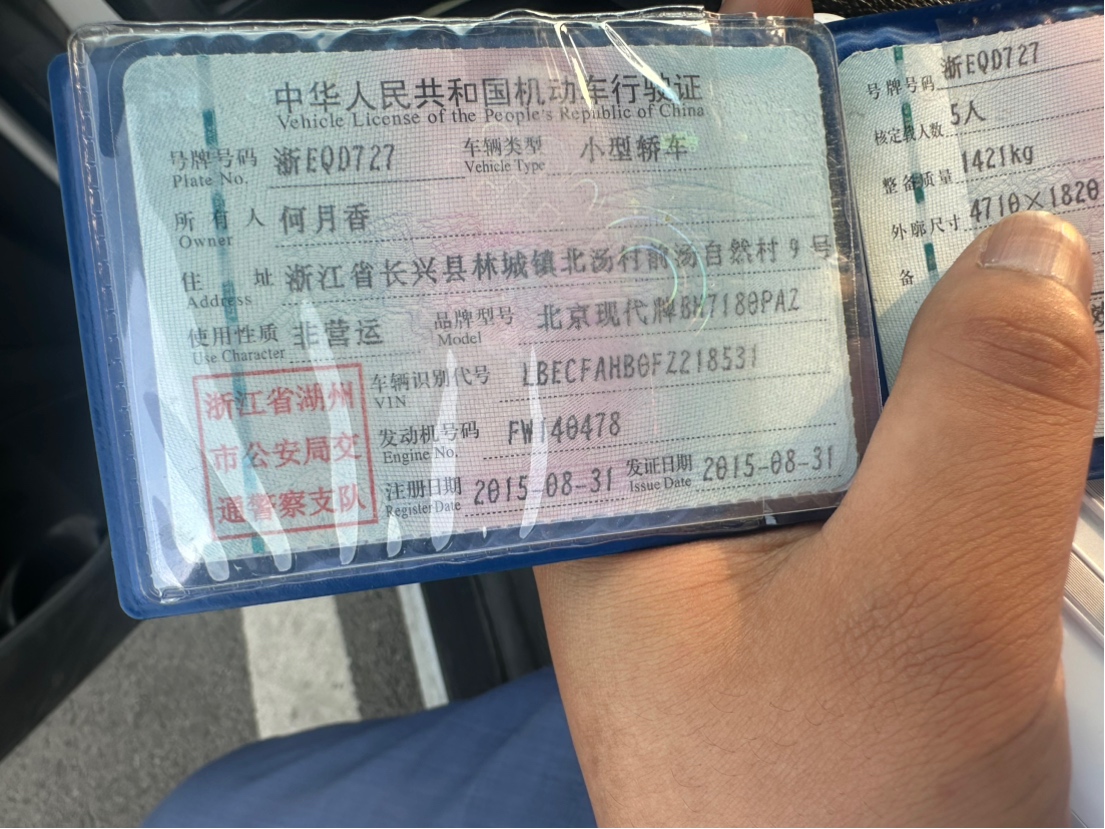 中华人民共和国机动车行驶证
Vehicle License of the People's Republic of China
号牌号码 浙EQD727 车辆类型 小型轿车
Plate No. Vehicle Type
所有人 何月香
Owner
住址 浙江省长兴县林城镇北汤村前汤自然村9号
Address
使用性质 非营运 品牌型号 北京现代牌BH7180PAZ
Use Character Model
浙江省湖州
市公安局交
通警察支队
车辆识别代号 LBECFAHB0FZ218531
VIN
发动机号码 FW140478
Engine No.
注册日期 2015-08-31 发证日期 2015-08-31
Register Date Issue Date
号牌号码 浙EQD727
核定载人数 5人
整备质量 1421kg
外廓尺寸 4710×1820
备